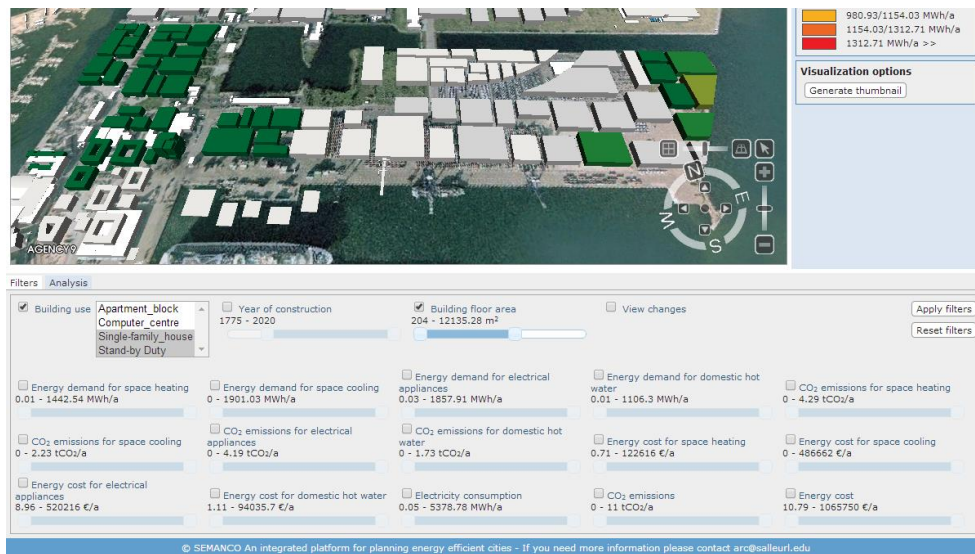 980.93/1154.03 MWh/a
1154.03/1312.71 MWh/a
1312.71 MWh/a >>
Visualization options
Generate thumbnail
N
E
S
W
AGENCY9
Filters Analysis
Building use
Apartment_block
Computer_centre
Single-family_house
Stand-by Duty
Year of construction
1775 - 2020
Building floor area
204 - 12135.28 m²
View changes
Apply filters
Reset filters
Energy demand for space heating
0.01 - 1442.54 MWh/a
Energy demand for space cooling
0 - 1901.03 MWh/a
Energy demand for electrical
appliances
0.03 - 1857.91 MWh/a
Energy demand for domestic hot
water
0.01 - 1106.3 MWh/a
CO₂ emissions for space heating
0 - 4.29 tCO₂/a
CO₂ emissions for space cooling
0 - 2.23 tCO₂/a
CO₂ emissions for electrical
appliances
0 - 4.19 tCO₂/a
CO₂ emissions for domestic hot
water
0 - 1.73 tCO₂/a
Energy cost for space heating
0.71 - 122616 €/a
Energy cost for space cooling
0 - 486662 €/a
Energy cost for electrical
appliances
8.96 - 520216 €/a
Energy cost for domestic hot water
1.11 - 94035.7 €/a
Electricity consumption
0.05 - 5378.78 MWh/a
CO₂ emissions
0 - 11 tCO₂/a
Energy cost
10.79 - 1065750 €/a
© SEMANCO An integrated platform for planning energy efficient cities - If you need more information please contact arc@salleurl.edu